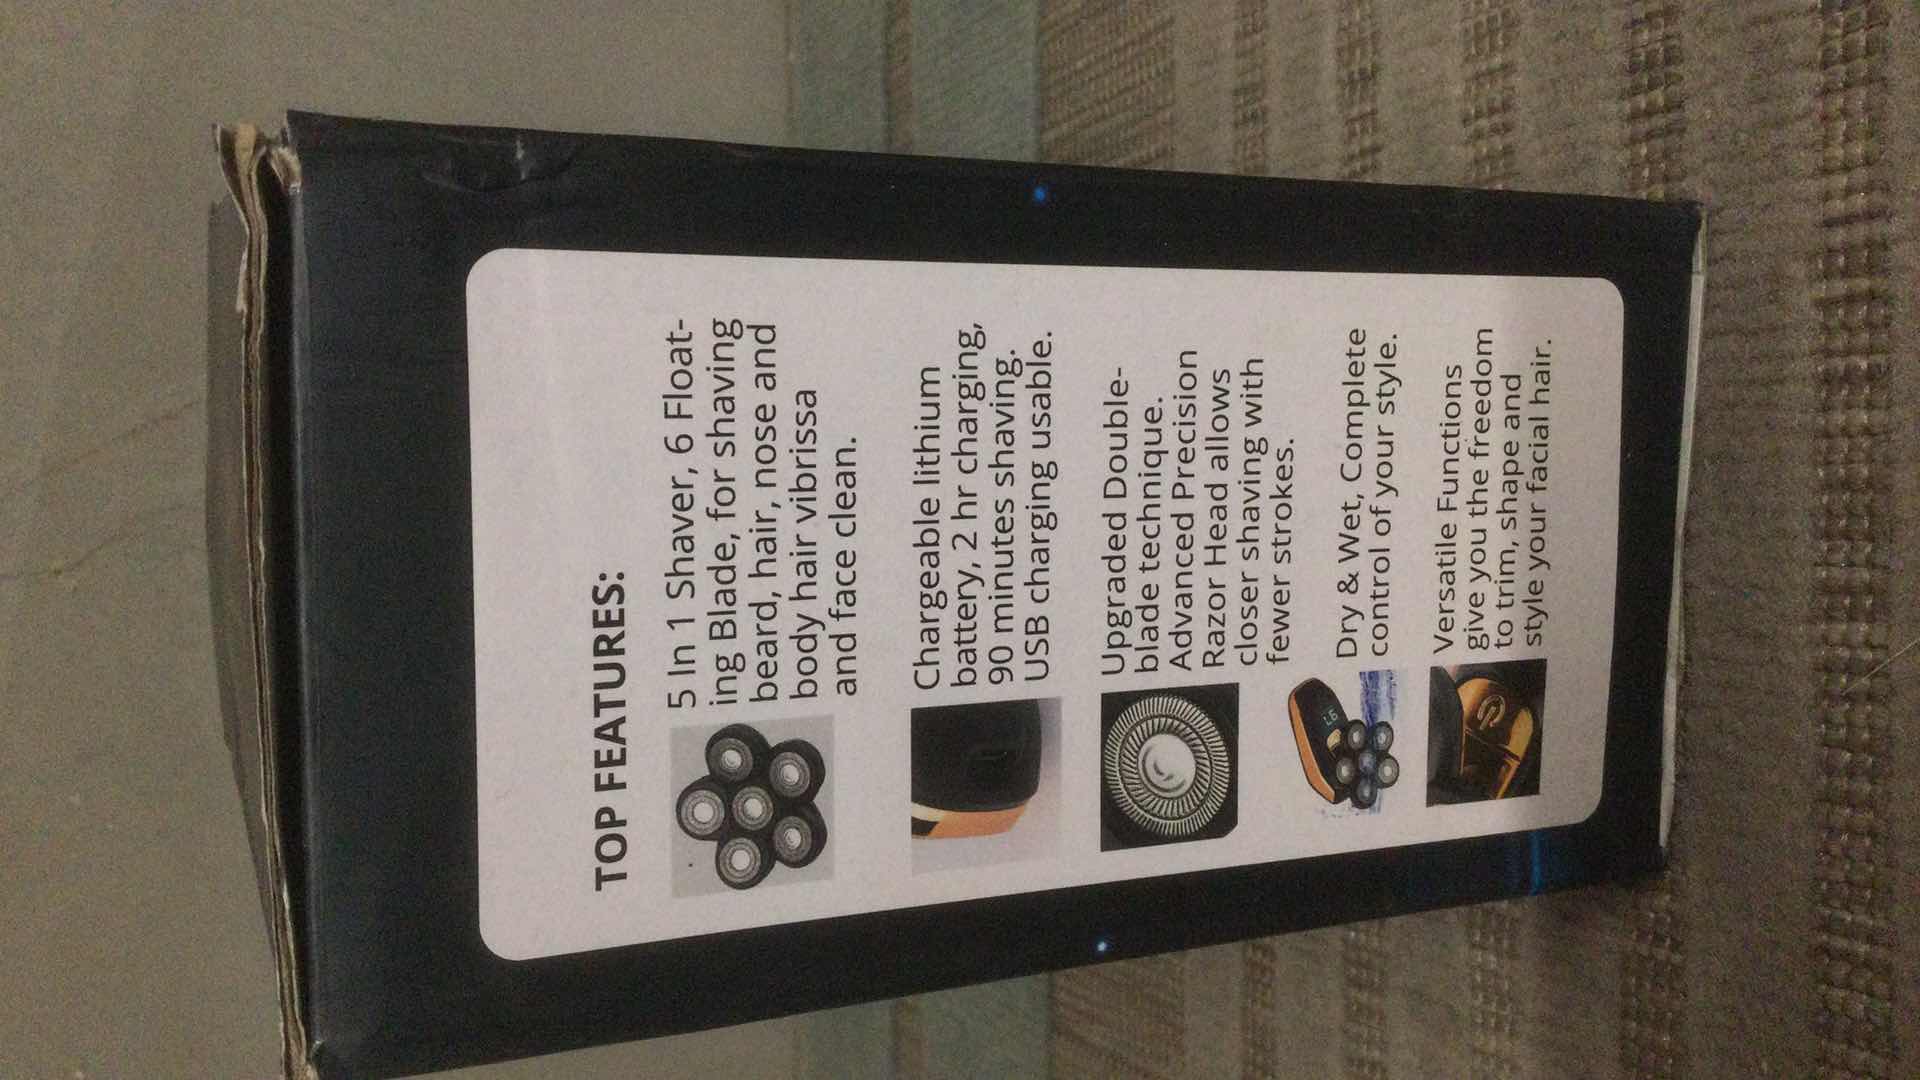 TOP FEATURES:
5 In 1 Shaver, 6 Float-
ing Blade, for shaving
beard, hair, nose and
body hair vibrissa
and face clean.
Chargeable lithium
battery, 2 hr charging,
90 minutes shaving.
USB charging usable.
Upgraded Double-
blade technique.
Advanced Precision
Razor Head allows
closer shaving with
fewer strokes.
Dry & Wet, Complete
control of your style.
Versatile Functions
give you the freedom
to trim, shape and
style your facial hair.